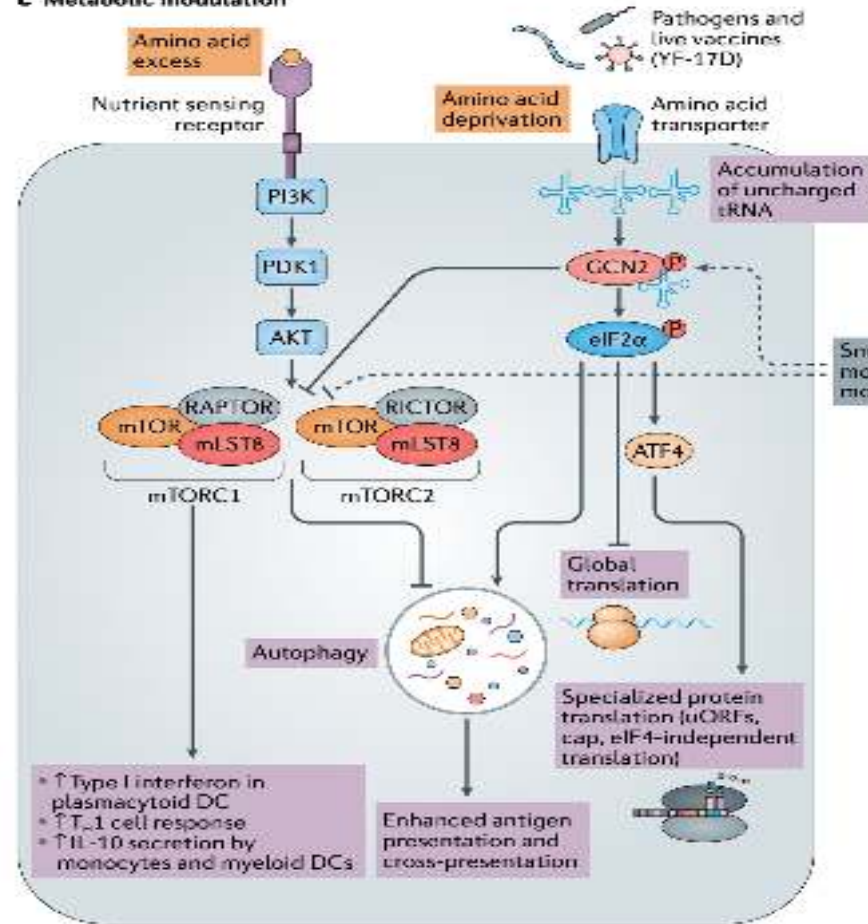 c Metabolic modulation
Amino acid
excess
Nutrient sensing
receptor
Pathogens and
live vaccines
(YF-17D)
Amino acid
deprivation
Amino acid
transporter
Accumulation
of uncharged
tRNA
PI3K
PDK1
AKT
GCN2
P
eIF2α
P
mTOR
RAPTOR
mLST8
mTORC1
mTOR
RICTOR
mLST8
mTORC2
ATF4
Global
translation
Autophagy
Specialized protein
translation (uORFs,
cap, eIF4-independent
translation)
• ↑Type I interferon in
plasmacytoid DC
• ↑TH1 cell response
• ↑IL-10 secretion by
monocytes and myeloid DCs
Enhanced antigen
presentation and
cross-presentation